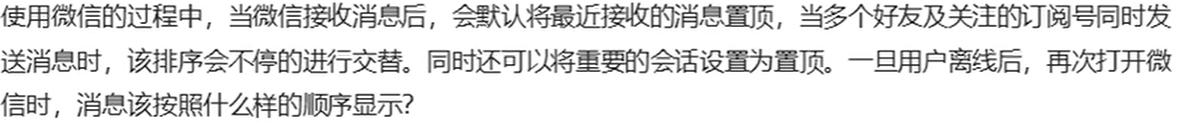 使用微信的过程中，当微信接收消息后，会默认将最近接收的消息置顶，当多个好友及关注的订阅号同时发
送消息时，该排序会不停的进行交替。同时还可以将重要的会话设置为置顶。一旦用户离线后，再次打开微
信时，消息该按照什么样的顺序显示?